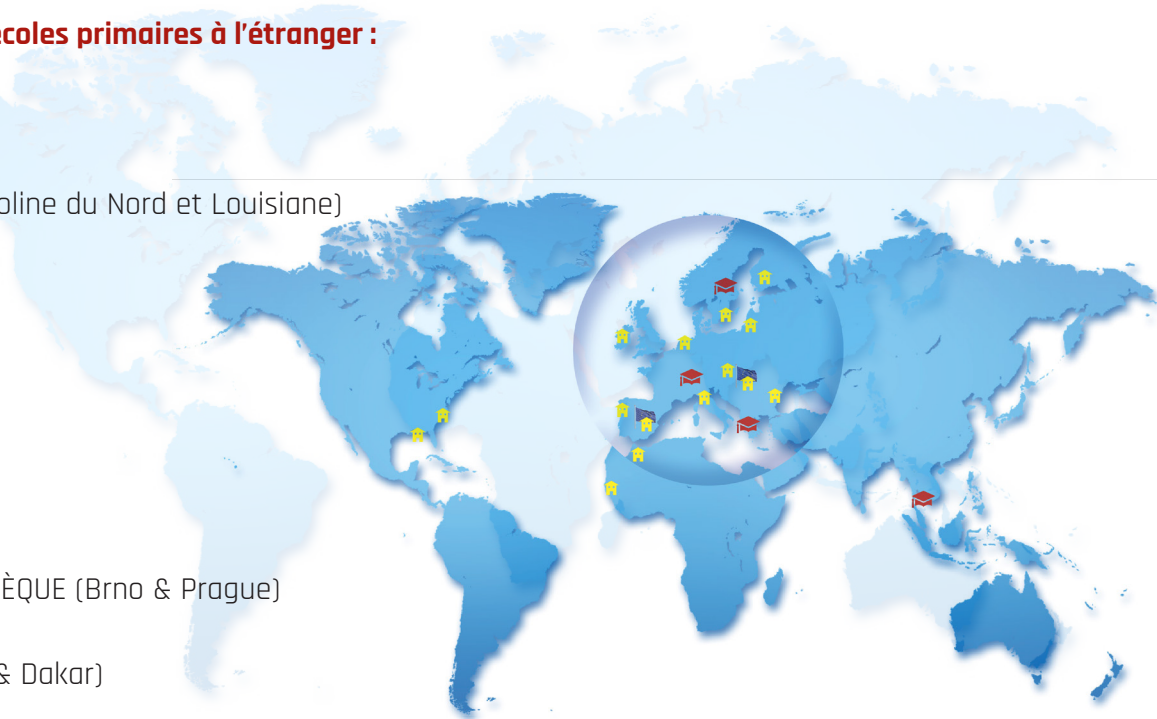 écoles primaires à l'étranger :
oline du Nord et Louisiane)
ÈQUE (Brno & Prague)
& Dakar)